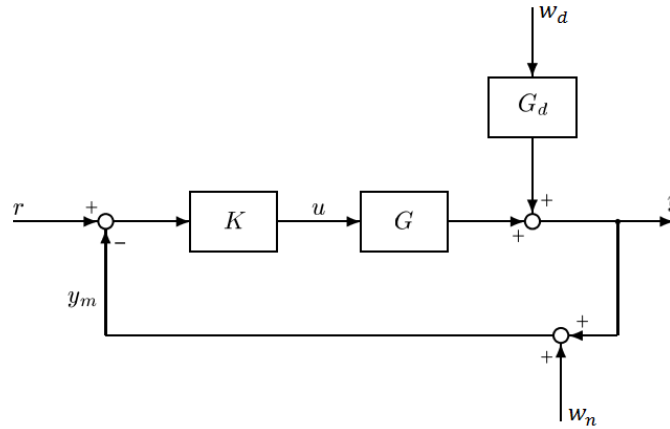 w_d
G_d
r + K u G + +
−
y_m
+
+
w_n